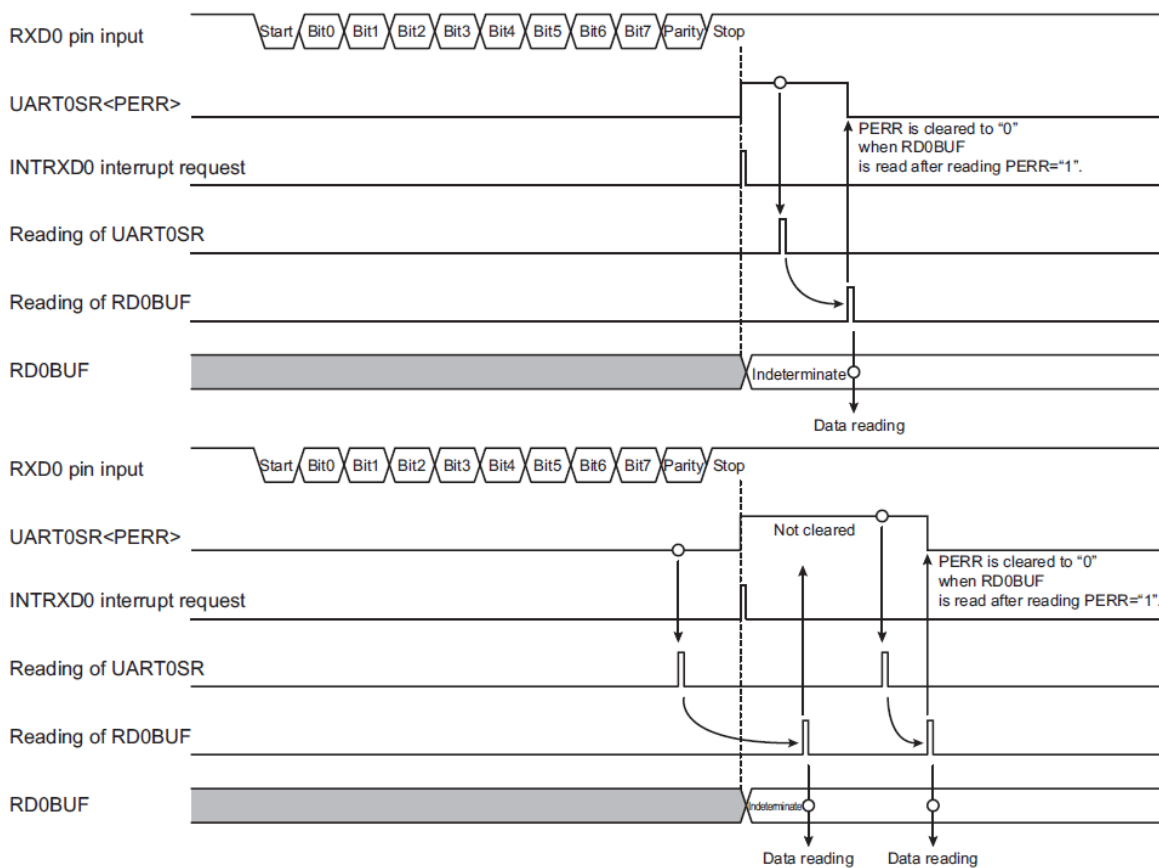 RXD0 pin input
Start Bit0 Bit1 Bit2 Bit3 Bit4 Bit5 Bit6 Bit7 Parity Stop
UART0SR<PERR>
PERR is cleared to “0”
when RD0BUF
is read after reading PERR=“1”.
INTRXD0 interrupt request
Reading of UART0SR
Reading of RD0BUF
RD0BUF
Indeterminate
Data reading
RXD0 pin input
Start Bit0 Bit1 Bit2 Bit3 Bit4 Bit5 Bit6 Bit7 Parity Stop
UART0SR<PERR>
Not cleared
PERR is cleared to “0”
when RD0BUF
is read after reading PERR=“1”.
INTRXD0 interrupt request
Reading of UART0SR
Reading of RD0BUF
RD0BUF
Indeterminate
Data reading Data reading